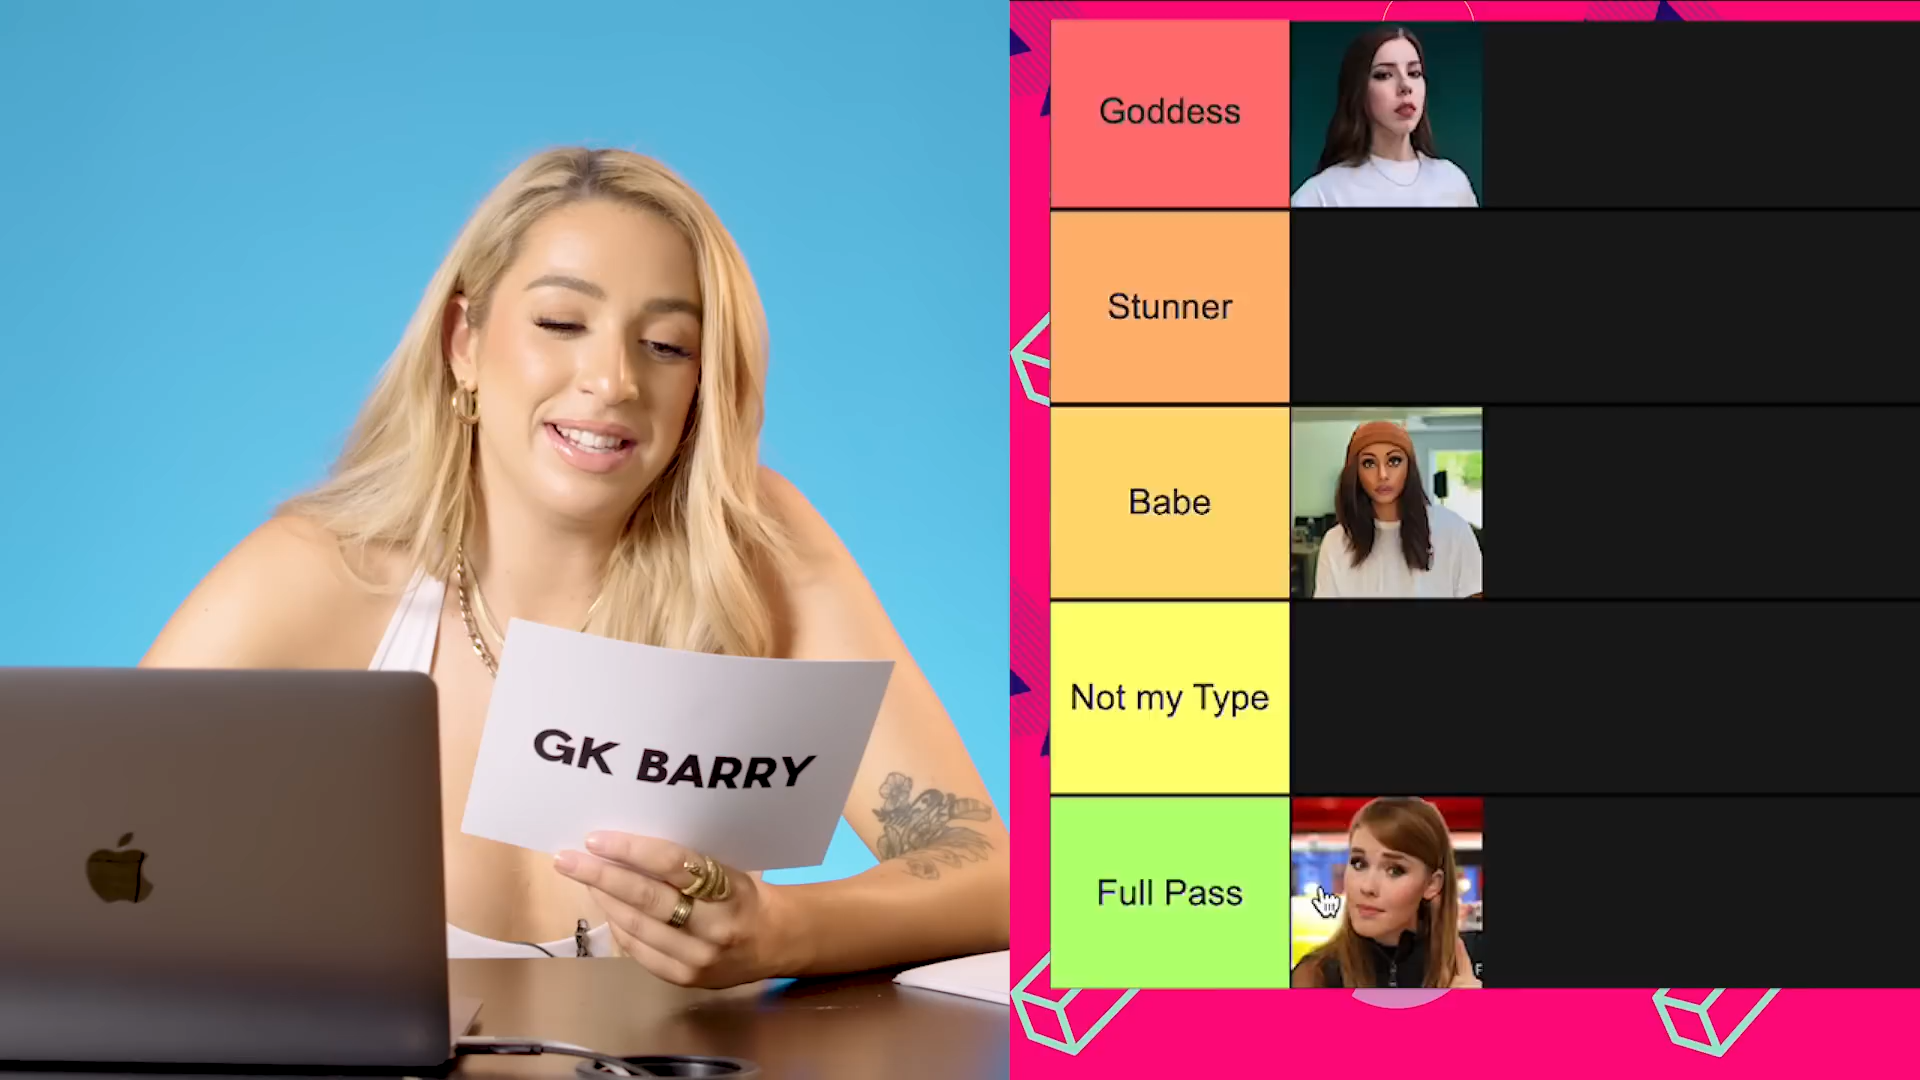 GK BARRY
Goddess
Stunner
Babe
Not my Type
Full Pass